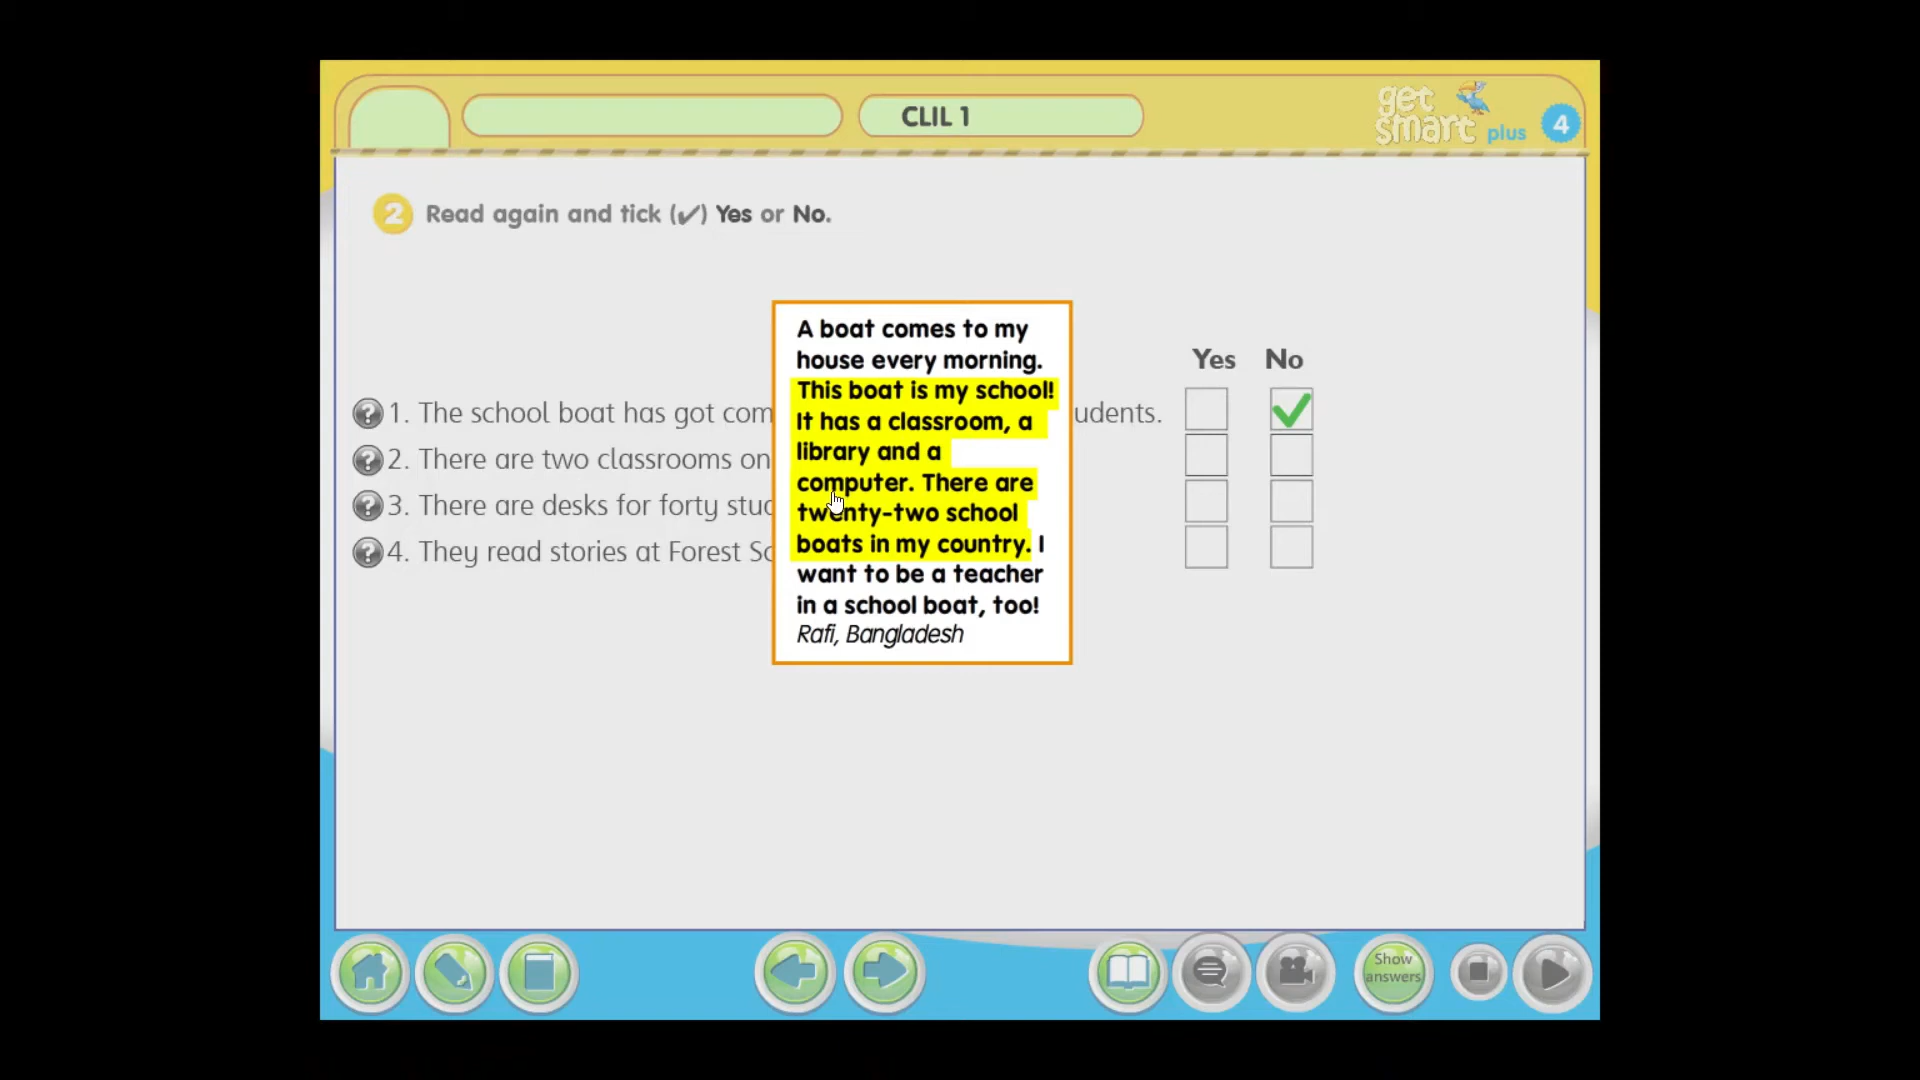 CLIL 1
get smart plus 4
2 Read again and tick (✔) Yes or No.
Yes No
1. The school boat has got com udents.
2. There are two classrooms on
3. There are desks for forty stud
4. They read stories at Forest Sc
A boat comes to my
house every morning.
This boat is my school!
It has a classroom, a
library and a
computer. There are
twenty-two school
boats in my country. I
want to be a teacher
in a school boat, too!
Rafi, Bangladesh
Show
answers